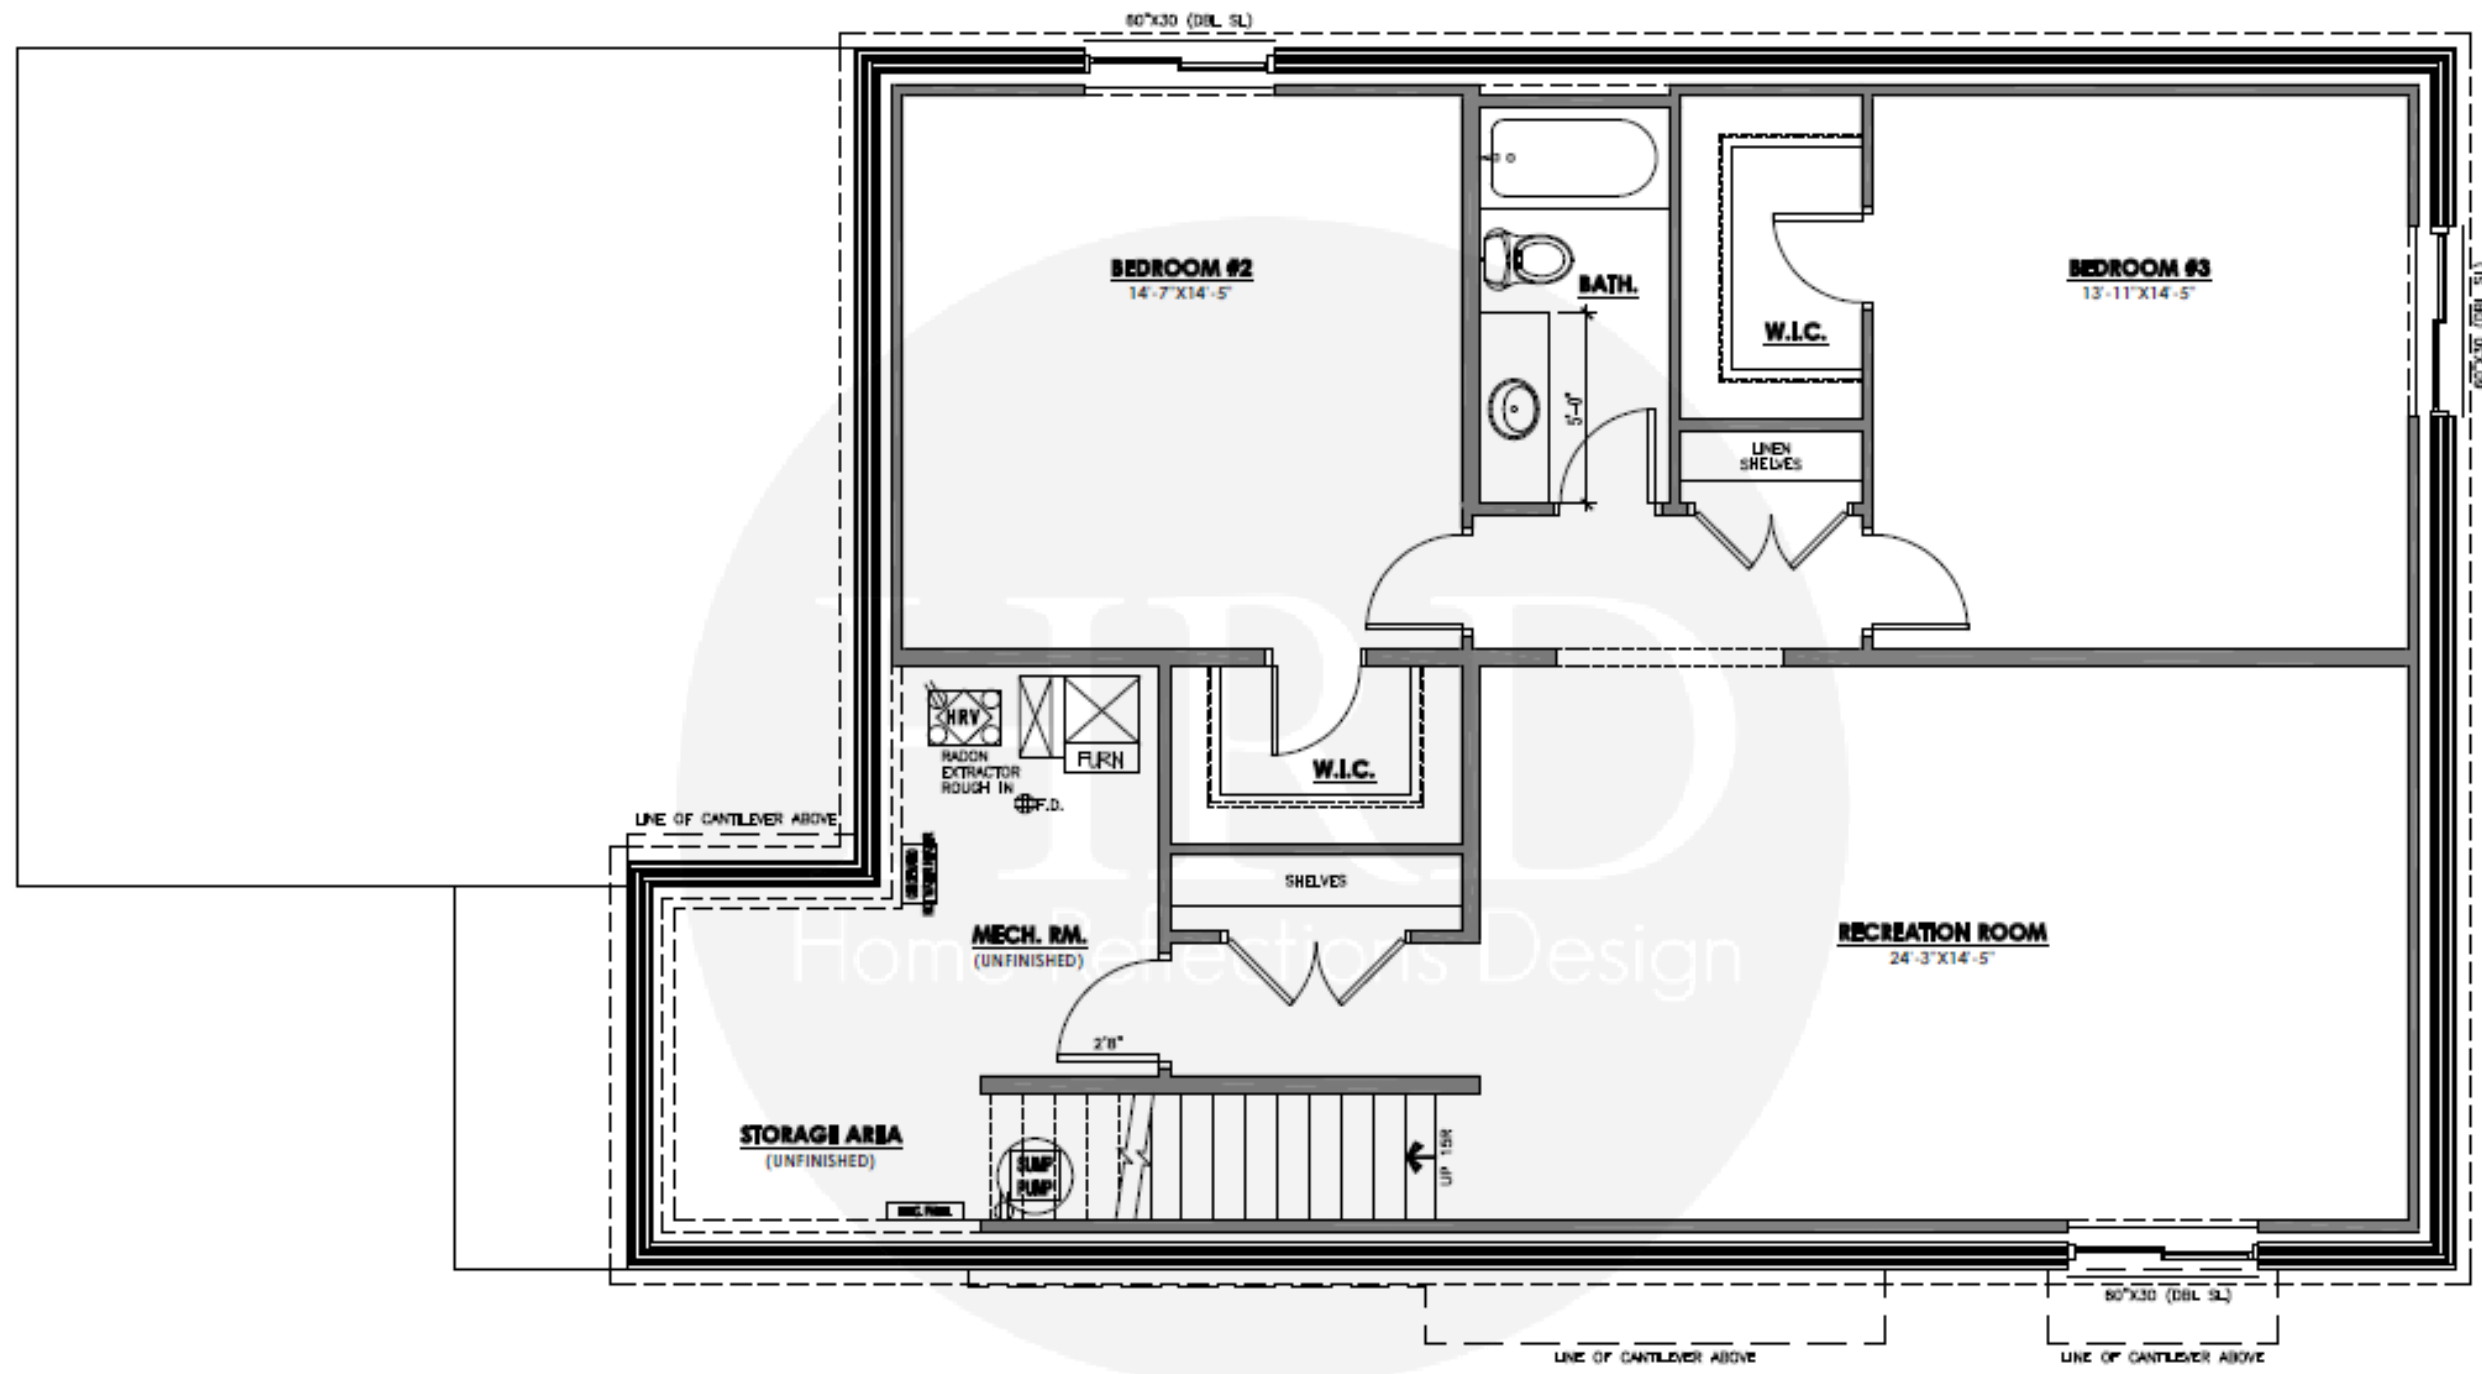 60"X30 (DBL SL)
BEDROOM #2
14'-7"X14'-5"
BATH.
5'-0"
W.I.C.
BEDROOM #3
13'-11"X14'-5"
LINEN
SHELVES
HRD
Home Reflections Design
HRV
FURN
RADON
EXTRACTOR
ROUGH IN
F.D.
W.I.C.
LINE OF CANTILEVER ABOVE
SHELVES
MECH. RM.
(UNFINISHED)
RECREATION ROOM
24'-3"X14'-5"
2'8"
STORAGE AREA
(UNFINISHED)
SUMP
PUMP
UP 15R
60"X30 (DBL SL)
LINE OF CANTILEVER ABOVE
LINE OF CANTILEVER ABOVE